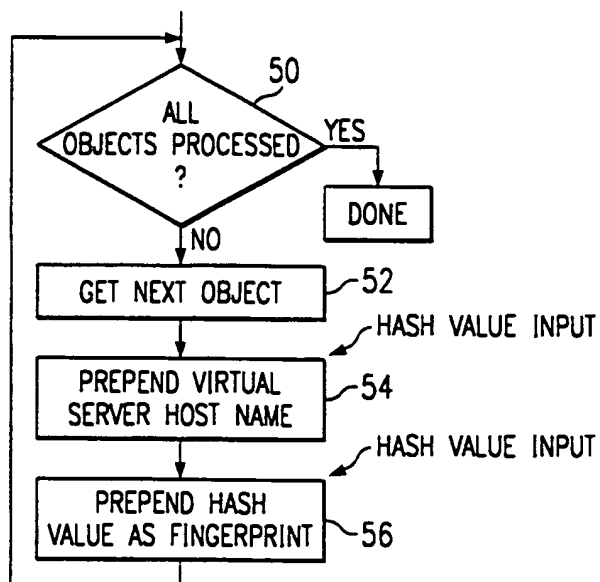 50
ALL
OBJECTS PROCESSED
?
YES
DONE
NO
GET NEXT OBJECT
52
HASH VALUE INPUT
PREPEND VIRTUAL
SERVER HOST NAME
54
HASH VALUE INPUT
PREPEND HASH
VALUE AS FINGERPRINT
56